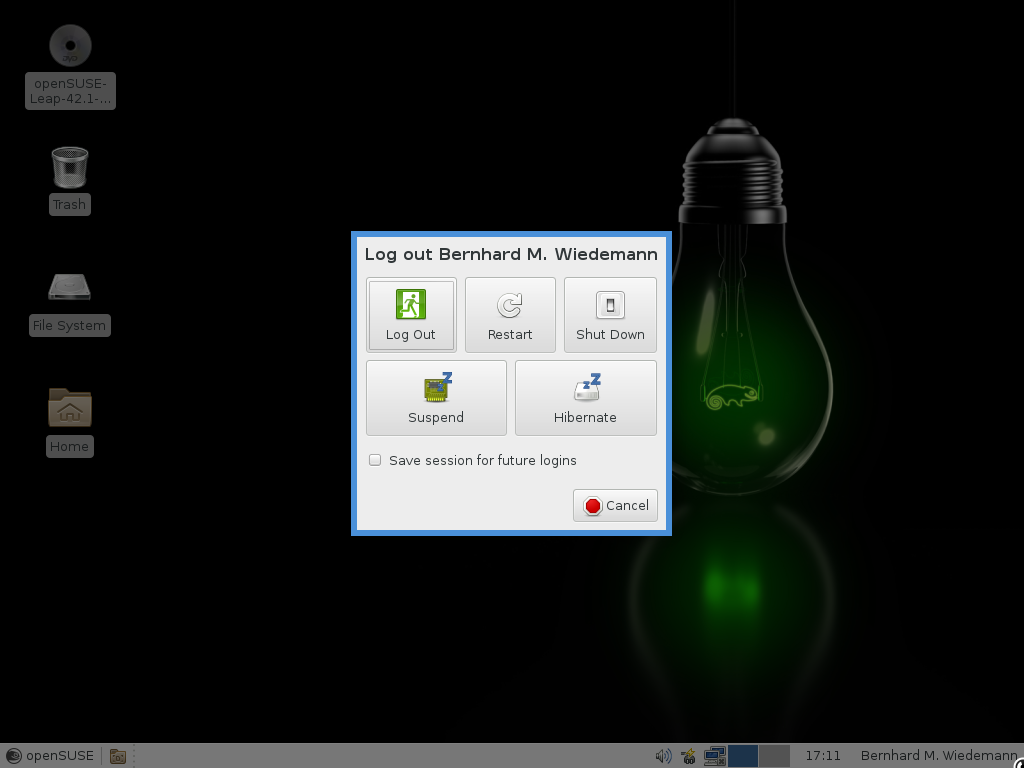 openSUSE-
Leap-42.1-...
Trash
File System
Home
Log out Bernhard M. Wiedemann
Log Out
Restart
Shut Down
Suspend
Hibernate
Save session for future logins
Cancel
openSUSE
17:11
Bernhard M. Wiedemann